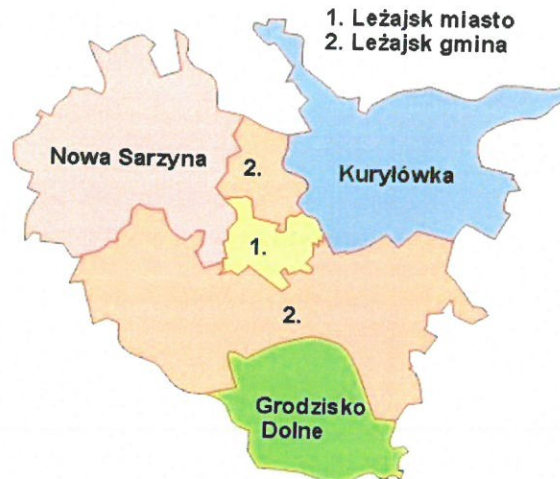 1. Leżajsk miasto
2. Leżajsk gmina
Nowa Sarzyna
2.
Kuryłówka
1.
2.
Grodzisko
Dolne